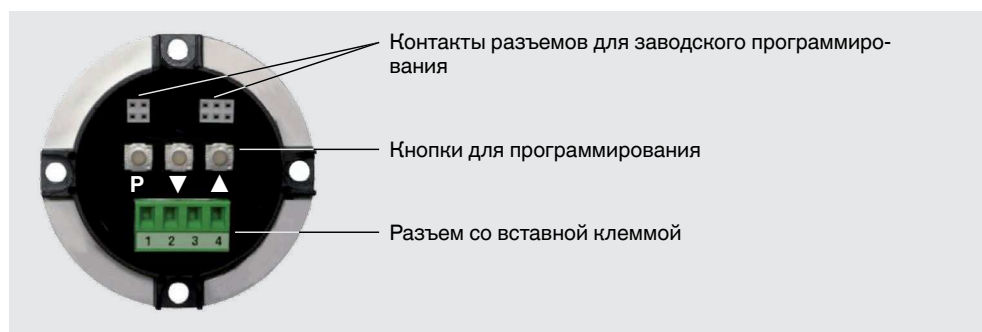 Контакты разъемов для заводского программиро-
вания
Кнопки для программирования
P ▼ ▲
Разъем со вставной клеммой
1 2 3 4